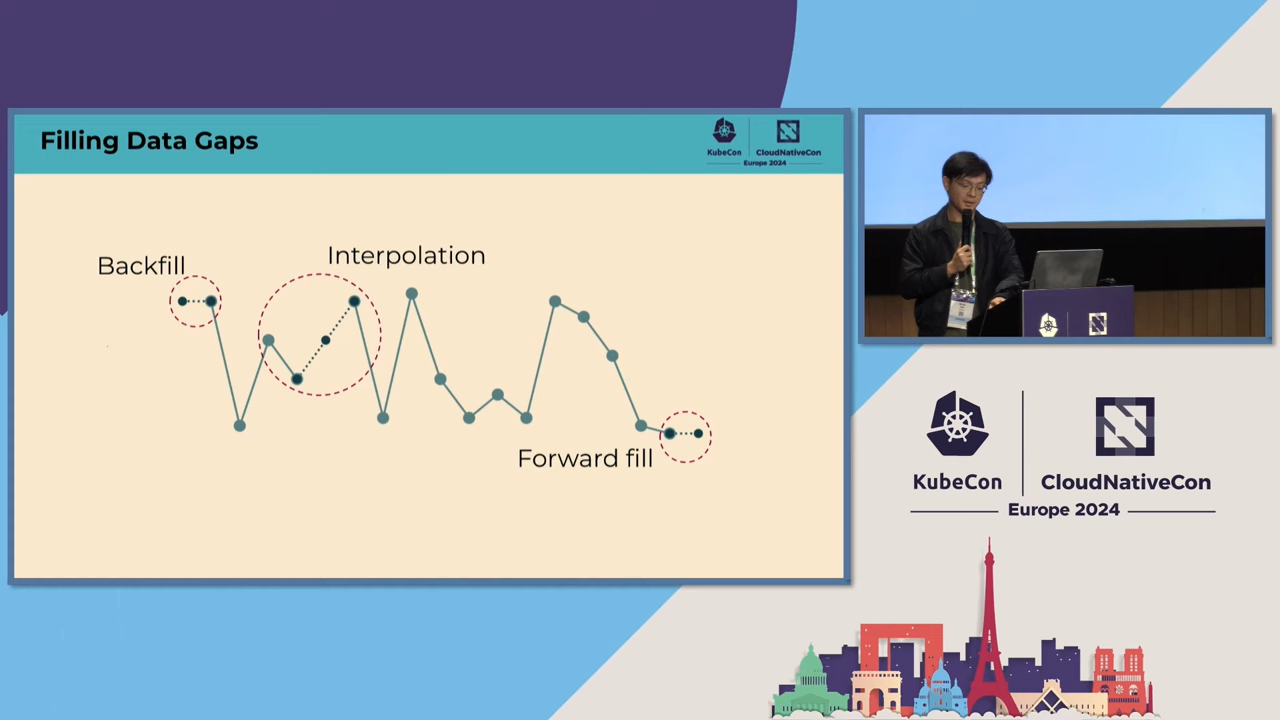 Filling Data Gaps
KubeCon
CloudNativeCon
Europe 2024
Backfill
Interpolation
Forward fill
KubeCon
CloudNativeCon
Europe 2024